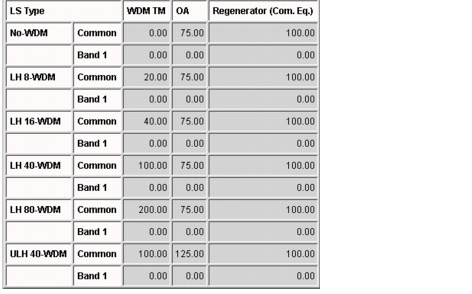 LS Type WDM TM OA Regenerator (Com. Eq.)
No-WDM Common 0.00 75.00 100.00
Band 1 0.00 0.00 0.00
LH 8-WDM Common 20.00 75.00 100.00
Band 1 0.00 0.00 0.00
LH 16-WDM Common 40.00 75.00 100.00
Band 1 0.00 0.00 0.00
LH 40-WDM Common 100.00 75.00 100.00
Band 1 0.00 0.00 0.00
LH 80-WDM Common 200.00 75.00 100.00
Band 1 0.00 0.00 0.00
ULH 40-WDM Common 100.00 125.00 100.00
Band 1 0.00 0.00 0.00